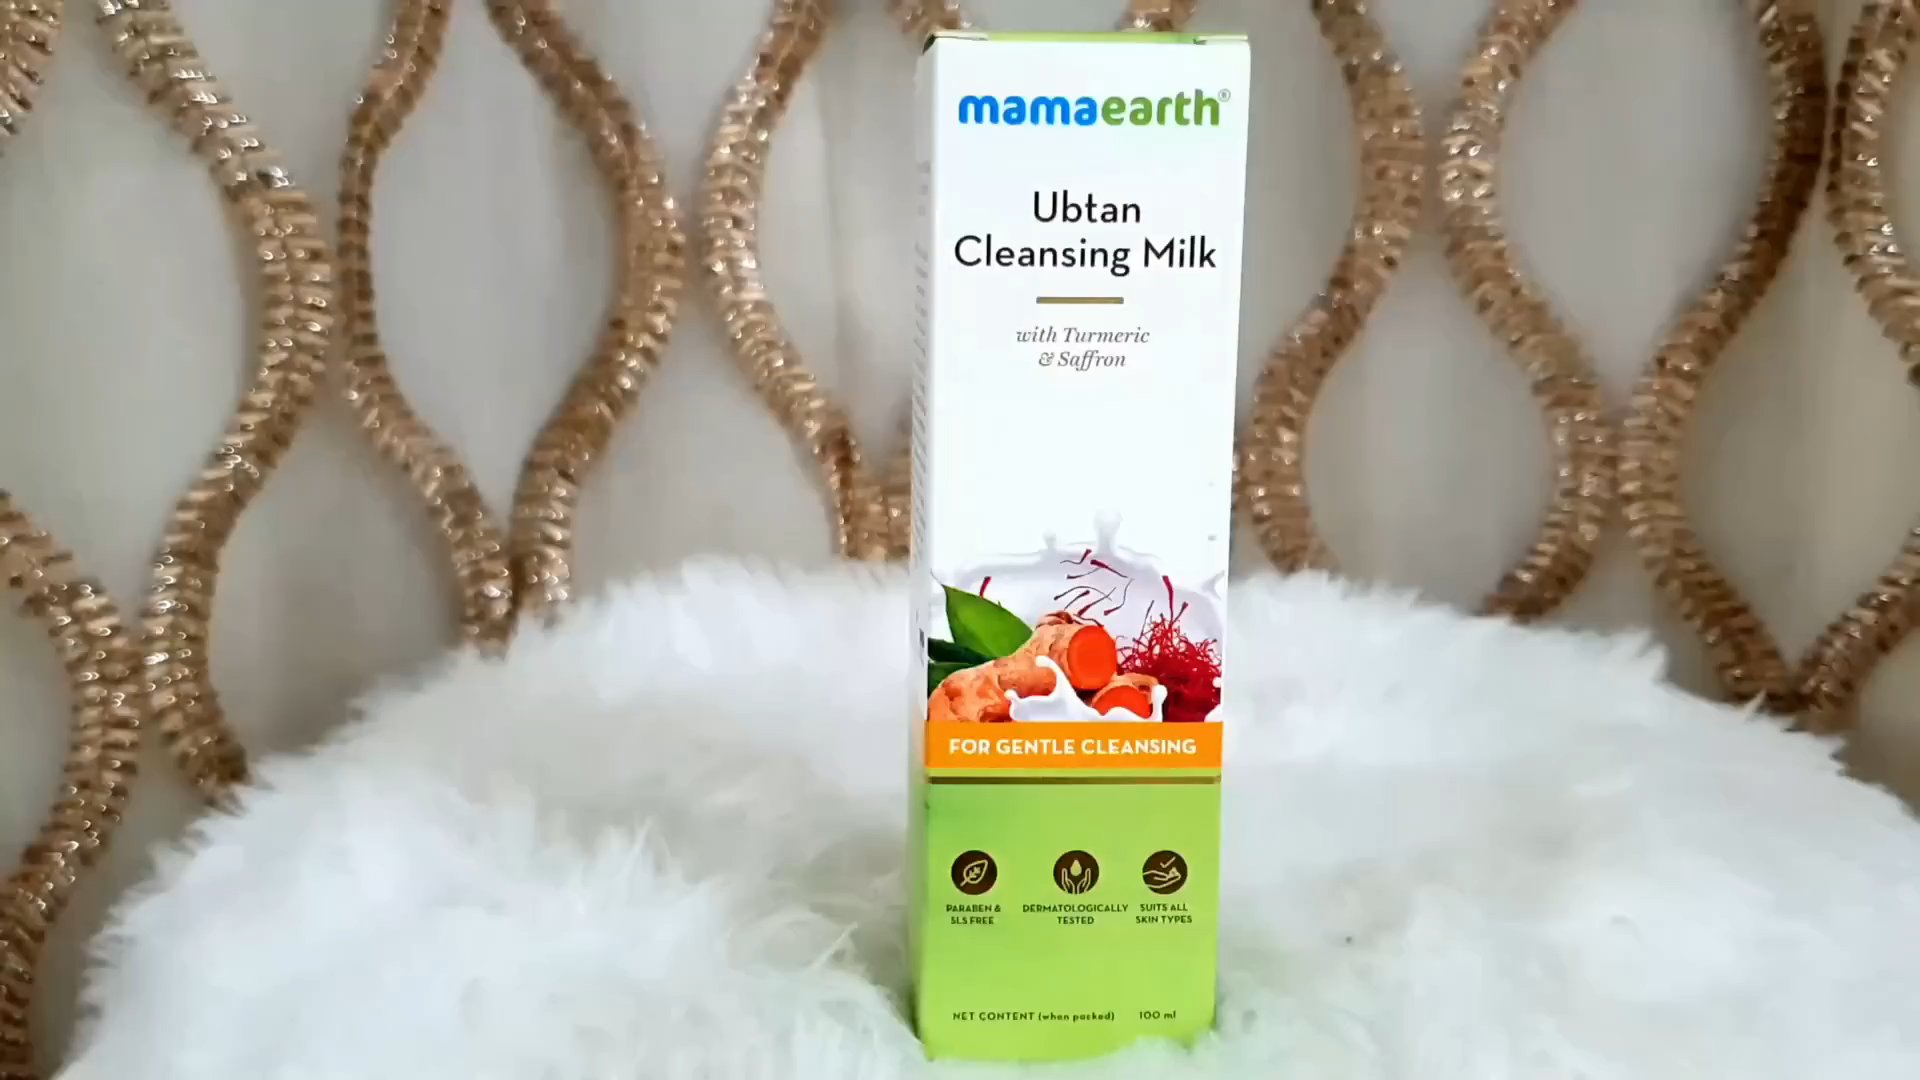 mamaearth®
Ubtan
Cleansing Milk
with Turmeric
& Saffron
FOR GENTLE CLEANSING
PARABEN &
SLS FREE
DERMATOLOGICALLY
TESTED
SUITS ALL
SKIN TYPES
NET CONTENT (when packed) 100 ml